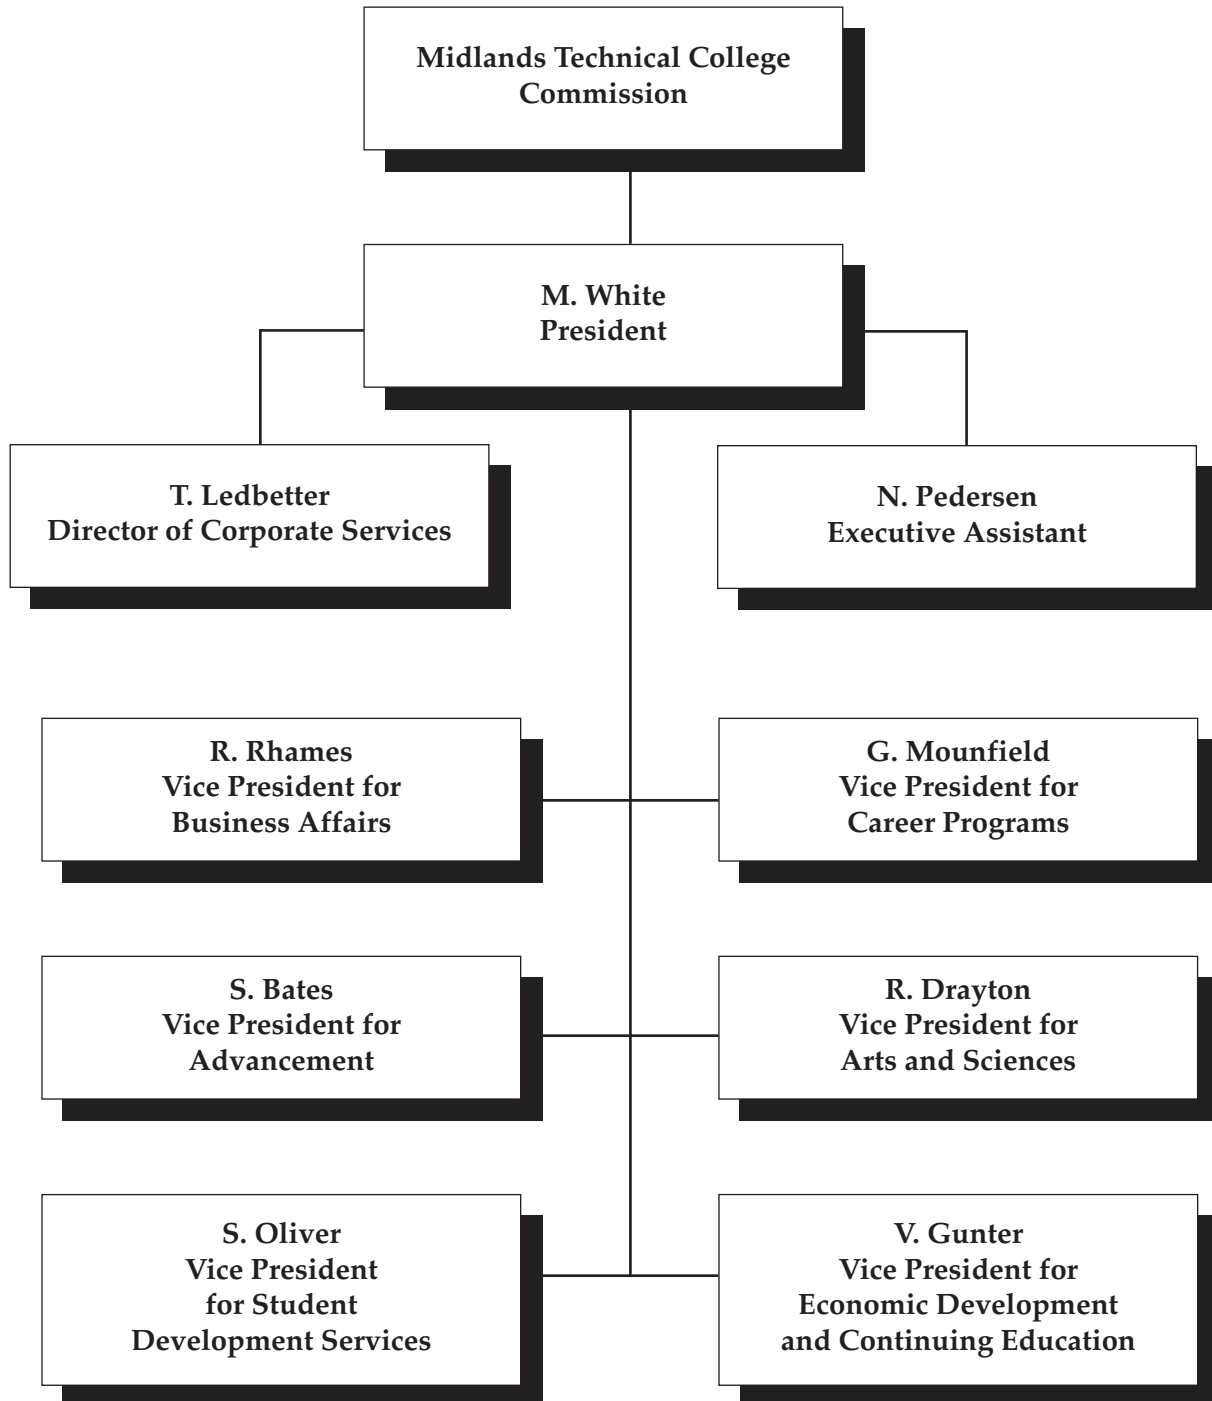 Midlands Technical College
Commission
M. White
President
T. Ledbetter
Director of Corporate Services
N. Pedersen
Executive Assistant
R. Rhames
Vice President for
Business Affairs
G. Mounfield
Vice President for
Career Programs
S. Bates
Vice President for
Advancement
R. Drayton
Vice President for
Arts and Sciences
S. Oliver
Vice President
for Student
Development Services
V. Gunter
Vice President for
Economic Development
and Continuing Education